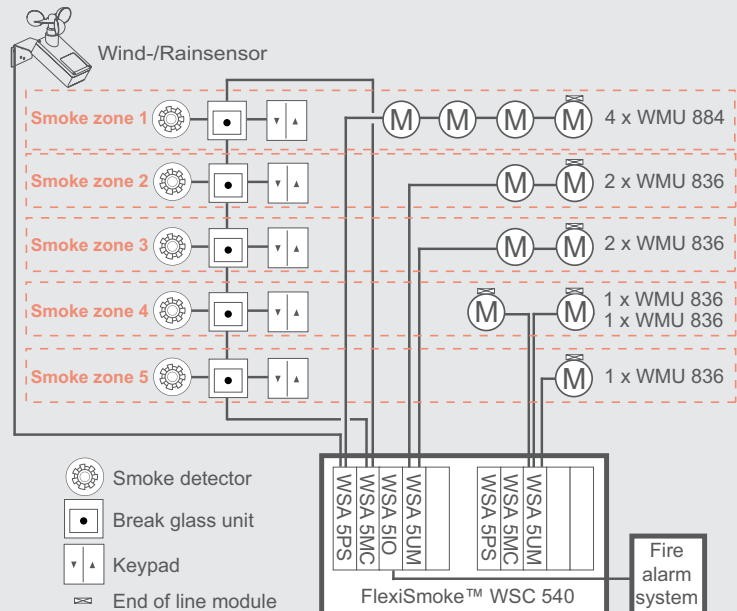 Wind-/Rainsensor
Smoke zone 1
M M M M
4 x WMU 884
Smoke zone 2
M M
2 x WMU 836
Smoke zone 3
M M
2 x WMU 836
Smoke zone 4
M M
1 x WMU 836
1 x WMU 836
Smoke zone 5
M
1 x WMU 836
Smoke detector
Break glass unit
Keypad
End of line module
WSA 5PS
WSA 5MC
WSA 5IO
WSA 5UM
WSA 5PS
WSA 5MC
WSA 5UM
FlexiSmoke™ WSC 540
Fire
alarm
system